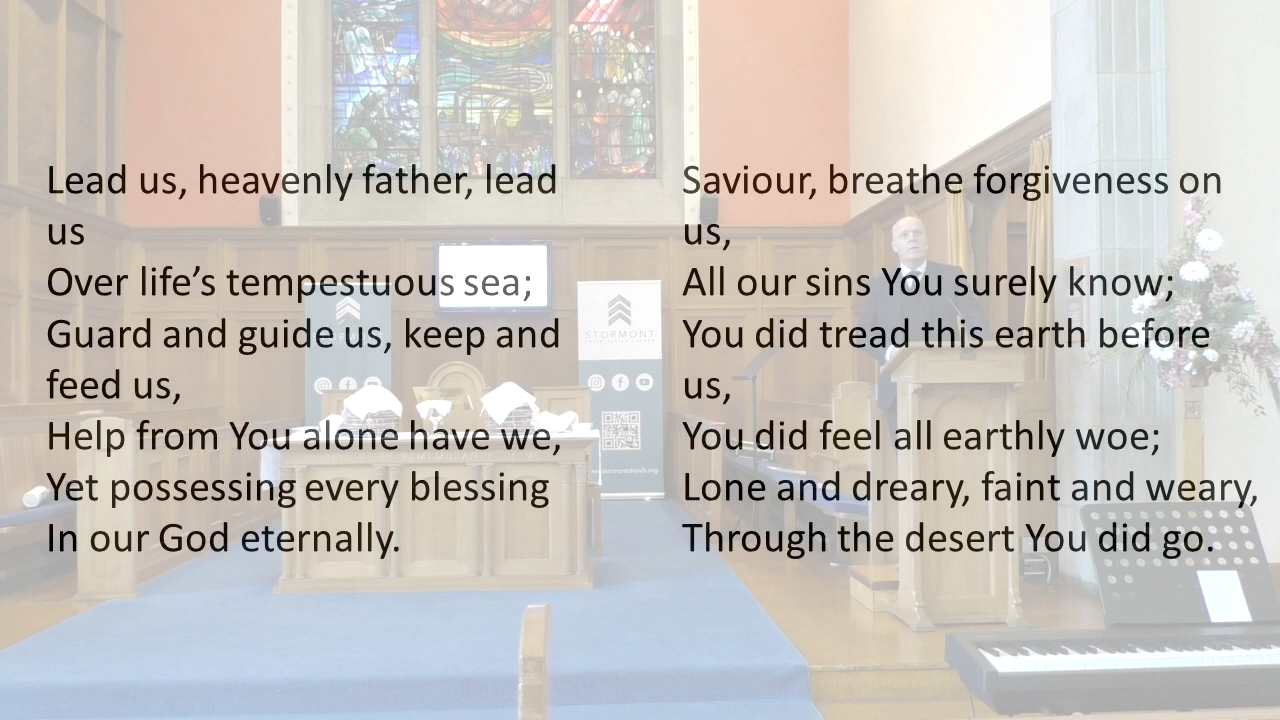 Lead us, heavenly father, lead
us
Over life’s tempestuous sea;
Guard and guide us, keep and
feed us,
Help from You alone have we,
Yet possessing every blessing
In our God eternally.
Saviour, breathe forgiveness on
us,
All our sins You surely know;
You did tread this earth before
us,
You did feel all earthly woe;
Lone and dreary, faint and weary,
Through the desert You did go.
STORMONT